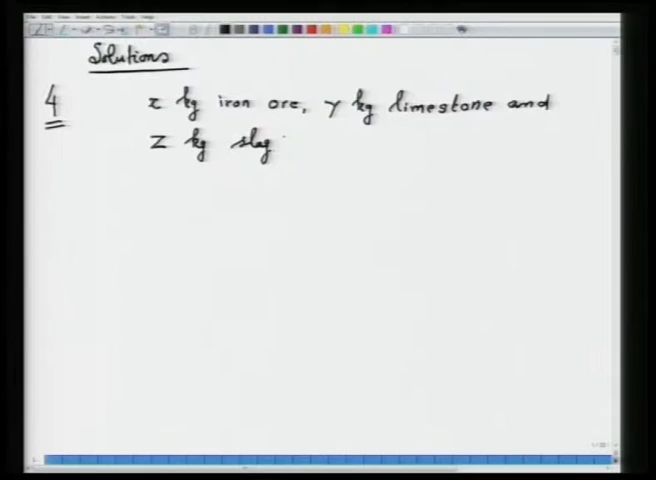 Solutions
4 x kg iron ore, Y kg limestone and
Z kg slag